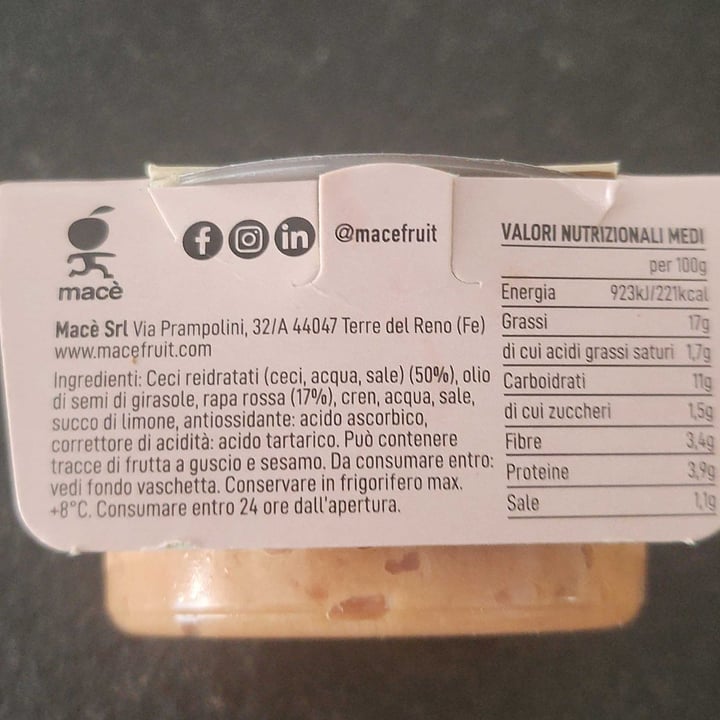 macè
@macefruit
Macè Srl Via Prampolini, 32/A 44047 Terre del Reno (Fe)
www.macefruit.com
Ingredienti: Ceci reidratati (ceci, acqua, sale) (50%), olio
di semi di girasole, rapa rossa (17%), cren, acqua, sale,
succo di limone, antiossidante: acido ascorbico,
correttore di acidità: acido tartarico. Può contenere
tracce di frutta a guscio e sesamo. Da consumare entro:
vedi fondo vaschetta. Conservare in frigorifero max.
+8°C. Consumare entro 24 ore dall'apertura.
VALORI NUTRIZIONALI MEDI
per 100g
Energia 923kJ/221kcal
Grassi 17g
di cui acidi grassi saturi 1,7g
Carboidrati 11g
di cui zuccheri 1,5g
Fibre 3,4g
Proteine 3,9g
Sale 1,1g